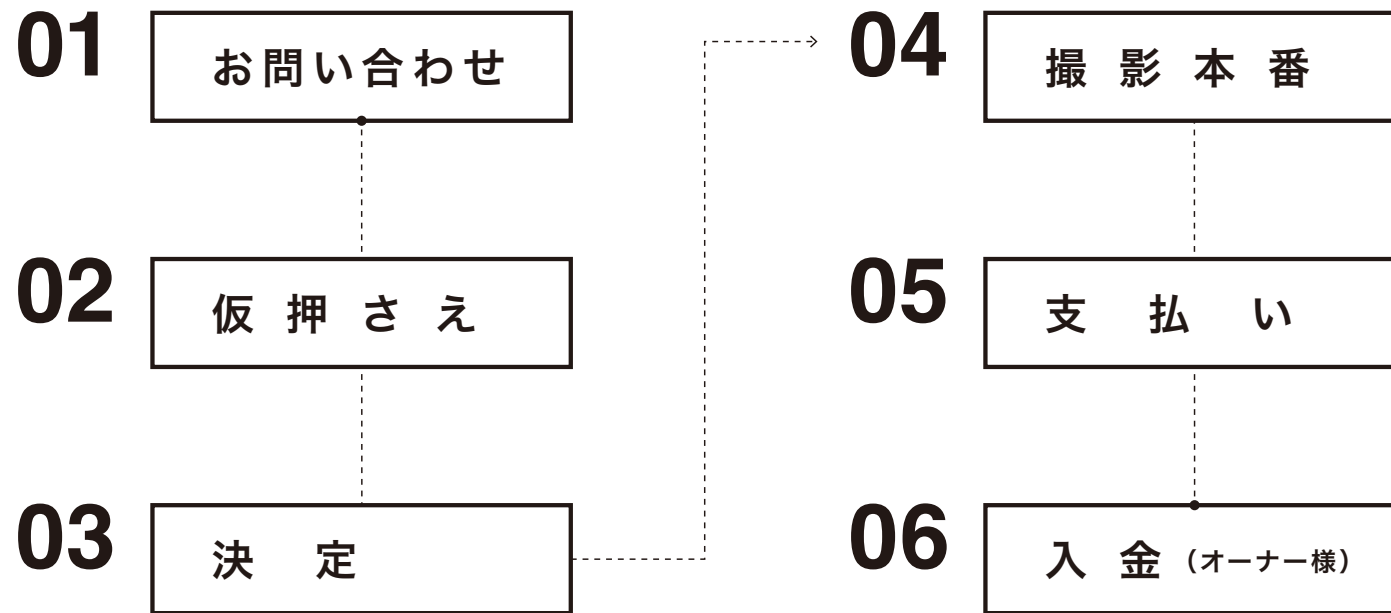 01 お問い合わせ
02 仮押さえ
03 決定
04 撮影本番
05 支払い
06 入金（オーナー様）